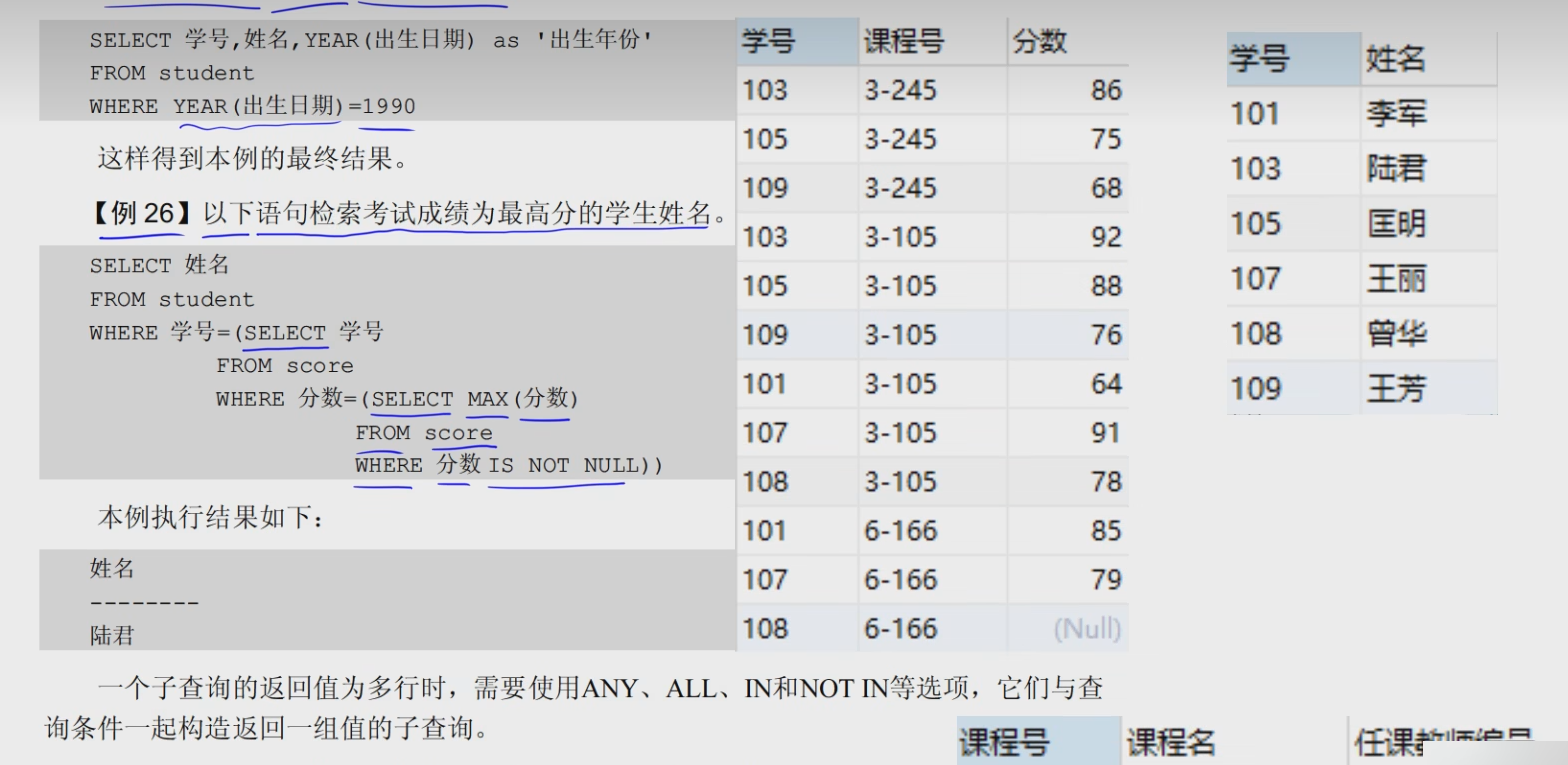 SELECT 学号,姓名,YEAR(出生日期) as '出生年份'
FROM student
WHERE YEAR(出生日期)=1990
这样得到本例的最终结果。
【例 26】以下语句检索考试成绩为最高分的学生姓名。
SELECT 姓名
FROM student
WHERE 学号=(SELECT 学号
FROM score
WHERE 分数=(SELECT MAX(分数)
FROM score
WHERE 分数 IS NOT NULL))
本例执行结果如下：
姓名
--------
陆君
一个子查询的返回值为多行时，需要使用ANY、ALL、IN和NOT IN等选项，它们与查
询条件一起构造返回一组值的子查询。
学号 课程号 分数
103 3-245 86
105 3-245 75
109 3-245 68
103 3-105 92
105 3-105 88
109 3-105 76
101 3-105 64
107 3-105 91
108 3-105 78
101 6-166 85
107 6-166 79
108 6-166 (Null)
学号 姓名
101 李军
103 陆君
105 匡明
107 王丽
108 曾华
109 王芳
课程号 课程名 任课